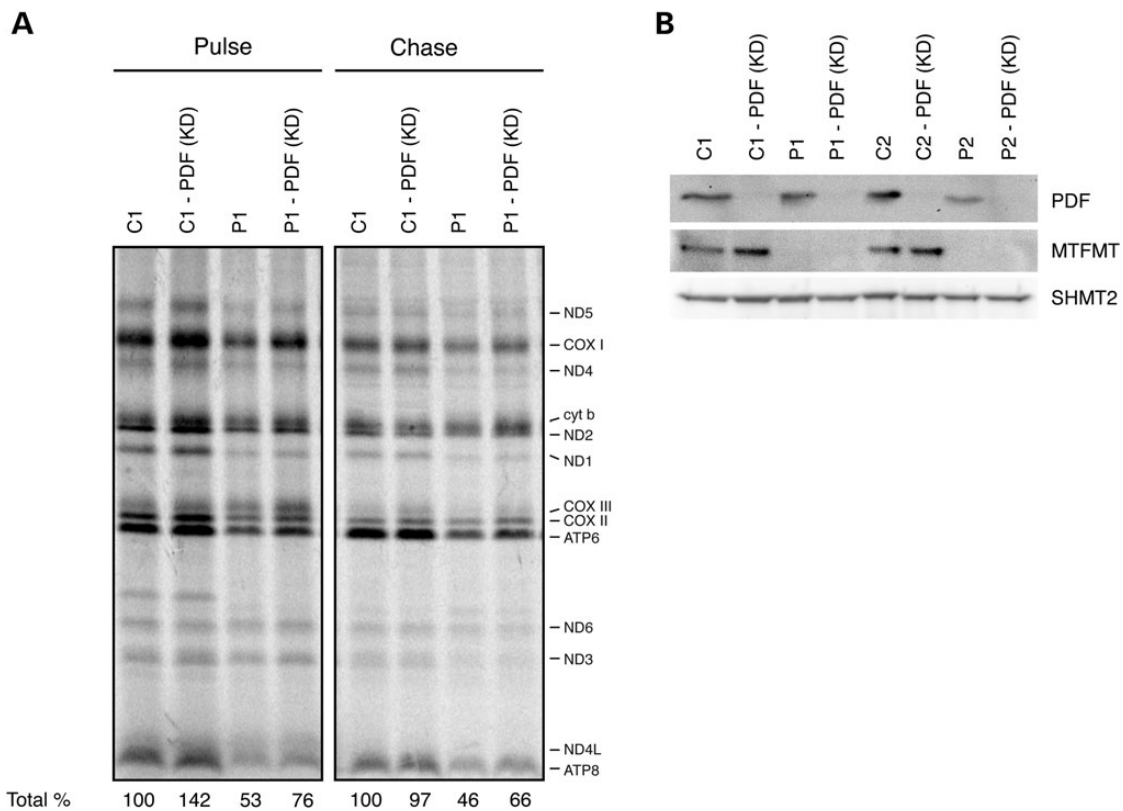 A
Pulse
Chase
C1
C1 - PDF (KD)
P1
P1 - PDF (KD)
C1
C1 - PDF (KD)
P1
P1 - PDF (KD)
ND5
COX I
ND4
cyt b
ND2
ND1
COX III
COX II
ATP6
ND6
ND3
ND4L
ATP8
Total % 100 142 53 76 100 97 46 66
B
C1
C1 - PDF (KD)
P1
P1 - PDF (KD)
C2
C2 - PDF (KD)
P2
P2 - PDF (KD)
PDF
MTFMT
SHMT2